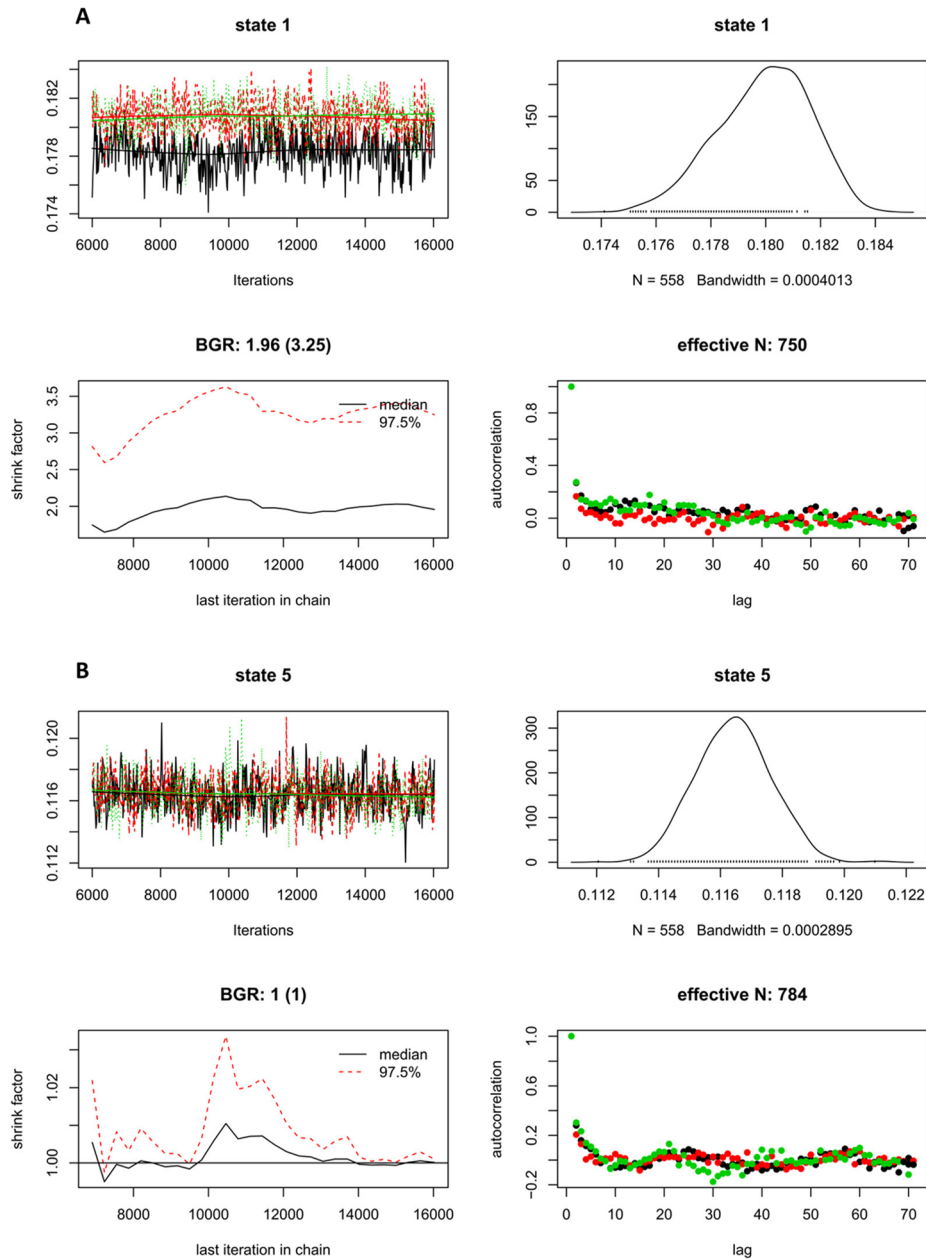 A
state 1
0.182
0.178
0.174
6000 8000 10000 12000 14000 16000
Iterations
state 1
150
50
0
0.174 0.176 0.178 0.180 0.182 0.184
N = 558 Bandwidth = 0.0004013
BGR: 1.96 (3.25)
shrink factor
3.5
3.0
2.5
2.0
median
97.5%
8000 10000 12000 14000 16000
last iteration in chain
effective N: 750
autocorrelation
0.8
0.4
0.0
0 10 20 30 40 50 60 70
lag
B
state 5
0.120
0.116
0.112
6000 8000 10000 12000 14000 16000
Iterations
state 5
300
200
100
0
0.112 0.114 0.116 0.118 0.120 0.122
N = 558 Bandwidth = 0.0002895
BGR: 1 (1)
shrink factor
1.02
1.00
median
97.5%
8000 10000 12000 14000 16000
last iteration in chain
effective N: 784
autocorrelation
1.0
0.6
0.2
−0.2
0 10 20 30 40 50 60 70
lag